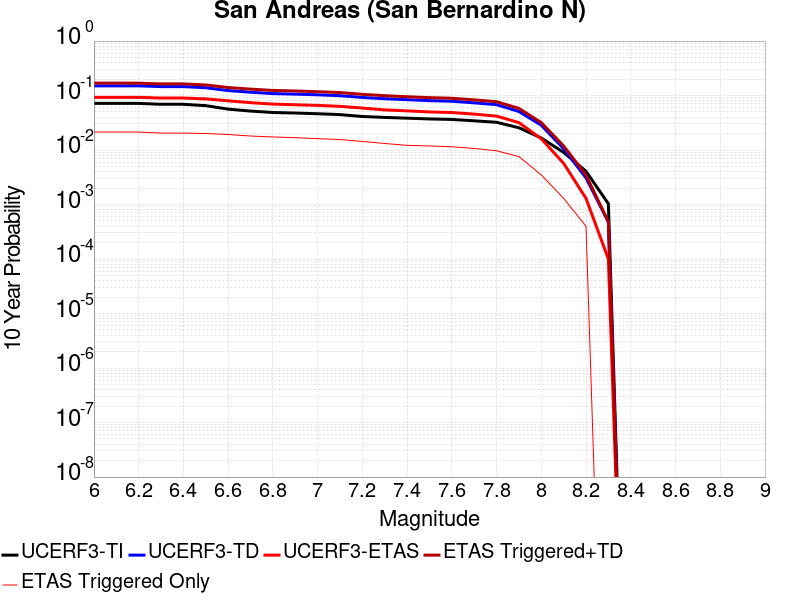 San Andreas (San Bernardino N)
10^0
10^-1
10^-2
10^-3
10^-4
10^-5
10^-6
10^-7
10^-8
10 Year Probability
6 6.2 6.4 6.6 6.8 7 7.2 7.4 7.6 7.8 8 8.2 8.4 8.6 8.8 9
Magnitude
UCERF3-TI UCERF3-TD UCERF3-ETAS ETAS Triggered+TD
ETAS Triggered Only